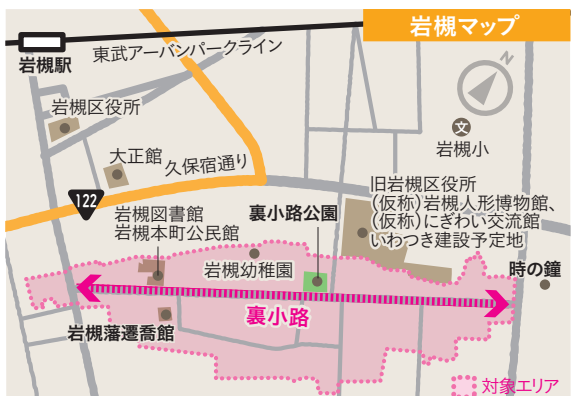 岩槻マップ
東武アーバンパークライン
岩槻駅
N
岩槻区役所
文
岩槻小
大正館
久保宿通り
122
旧岩槻区役所
(仮称)岩槻人形博物館、
(仮称)にぎわい交流館
いわつき建設予定地
岩槻図書館
岩槻本町公民館
裏小路公園
岩槻幼稚園
時の鐘
裏小路
岩槻藩遷喬館
対象エリア